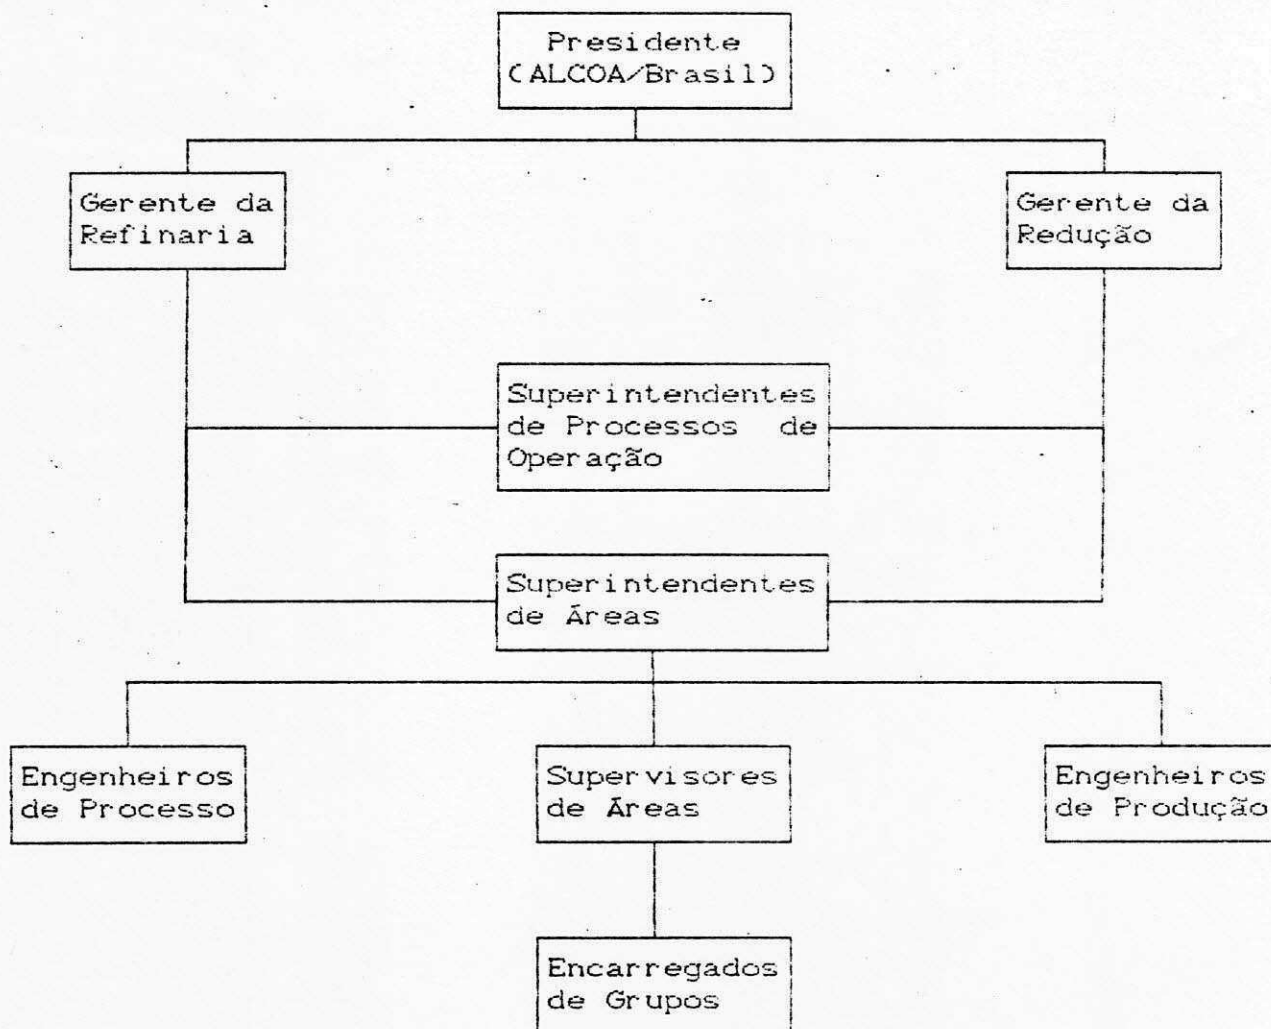 Presidente
(ALCOA/Brasil)
Gerente da
Refinaria
Gerente da
Redução
Superintendentes
de Processos de
Operação
Superintendentes
de Áreas
Engenheiros
de Processo
Supervisores
de Áreas
Engenheiros
de Produção
Encarregados
de Grupos